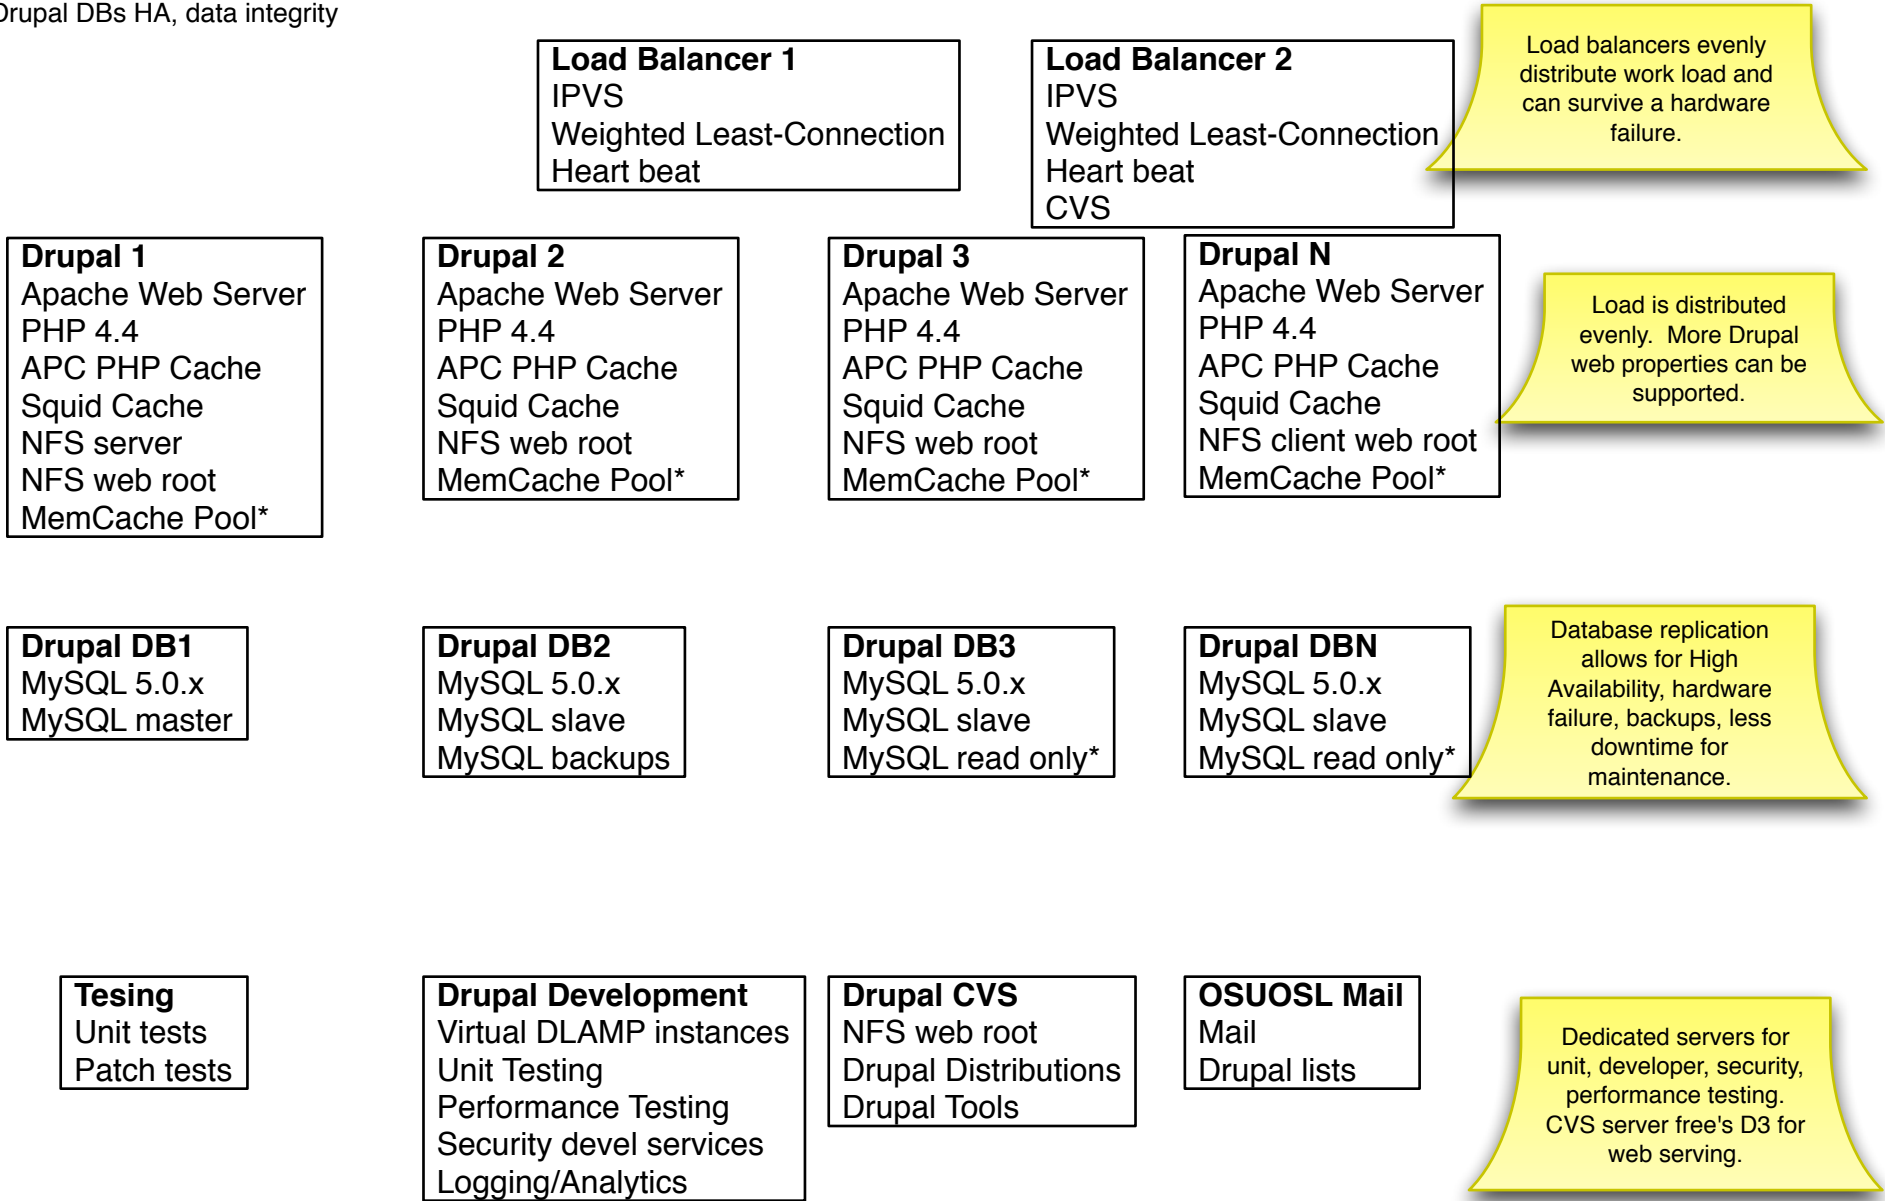 Drupal DBs HA, data integrity
Load Balancer 1
IPVS
Weighted Least-Connection
Heart beat
Load Balancer 2
IPVS
Weighted Least-Connection
Heart beat
CVS
Load balancers evenly
distribute work load and
can survive a hardware
failure.
Drupal 1
Apache Web Server
PHP 4.4
APC PHP Cache
Squid Cache
NFS server
NFS web root
MemCache Pool*
Drupal 2
Apache Web Server
PHP 4.4
APC PHP Cache
Squid Cache
NFS web root
MemCache Pool*
Drupal 3
Apache Web Server
PHP 4.4
APC PHP Cache
Squid Cache
NFS web root
MemCache Pool*
Drupal N
Apache Web Server
PHP 4.4
APC PHP Cache
Squid Cache
NFS client web root
MemCache Pool*
Load is distributed
evenly.  More Drupal
web properties can be
supported.
Drupal DB1
MySQL 5.0.x
MySQL master
Drupal DB2
MySQL 5.0.x
MySQL slave
MySQL backups
Drupal DB3
MySQL 5.0.x
MySQL slave
MySQL read only*
Drupal DBN
MySQL 5.0.x
MySQL slave
MySQL read only*
Database replication
allows for High
Availability, hardware
failure, backups, less
downtime for
maintenance.
Tesing
Unit tests
Patch tests
Drupal Development
Virtual DLAMP instances
Unit Testing
Performance Testing
Security devel services
Logging/Analytics
Drupal CVS
NFS web root
Drupal Distributions
Drupal Tools
OSUOSL Mail
Mail
Drupal lists
Dedicated servers for
unit, developer, security,
performance testing.
CVS server free's D3 for
web serving.